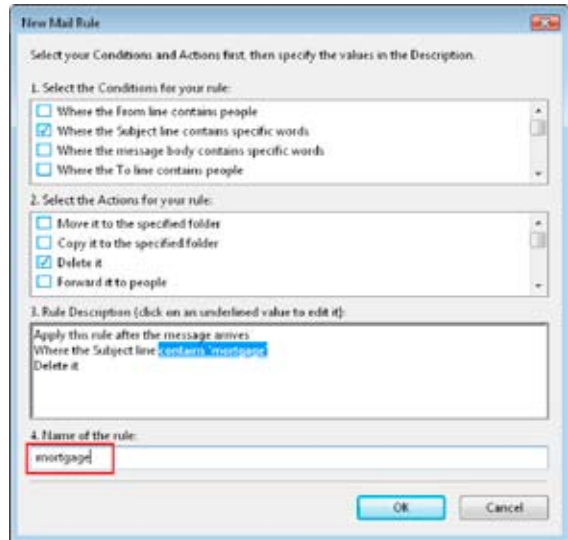 New Mail Rule
Select your Conditions and Actions first, then specify the values in the Description.
1. Select the Conditions for your rule:
Where the From line contains people
Where the Subject line contains specific words
Where the message body contains specific words
Where the To line contains people
2. Select the Actions for your rule:
Move it to the specified folder
Copy it to the specified folder
Delete it
Forward it to people
3. Rule Description (click on an underlined value to edit it):
Apply this rule after the message arrives
Where the Subject line contains 'mortgage'
Delete it
4. Name of the rule:
mortgage
OK Cancel